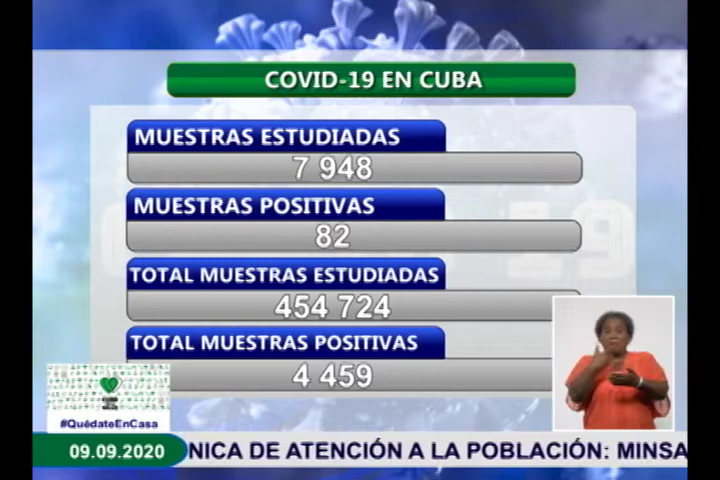 COVID-19 EN CUBA
MUESTRAS ESTUDIADAS
7 948
MUESTRAS POSITIVAS
82
TOTAL MUESTRAS ESTUDIADAS
454 724
TOTAL MUESTRAS POSITIVAS
4 459
#QuédateEnCasa
09.09.2020
NICA DE ATENCIÓN A LA POBLACIÓN: MINSA